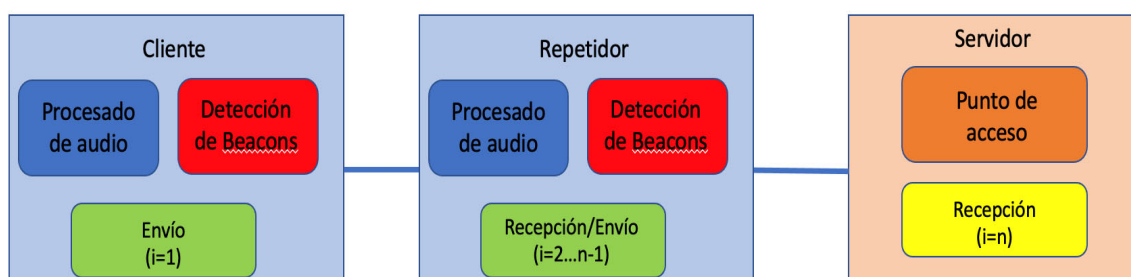 Cliente
Procesado
de audio
Detección
de Beacons
Envío
(i=1)
Repetidor
Procesado
de audio
Detección
de Beacons
Recepción/Envío
(i=2...n-1)
Servidor
Punto de
acceso
Recepción
(i=n)